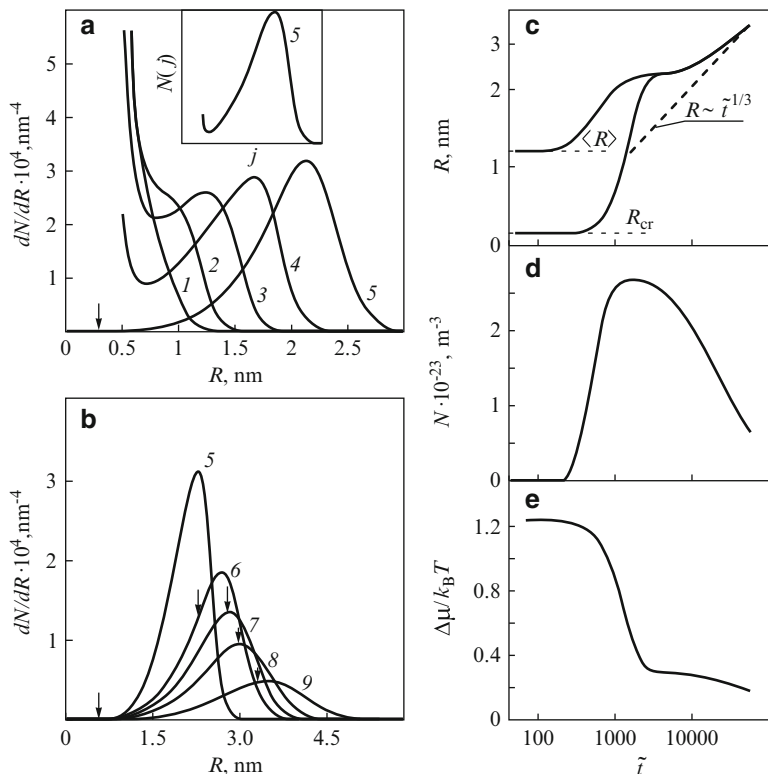 a
dN/dR·10⁴,nm⁻⁴
5
4
3
2
1
N(j)
5
j
1
2
3
4
5
0
0.5
1
1.5
2
2.5
R, nm
b
dN/dR·10⁴,nm⁻⁴
3
2
1
5
6
7
8
9
0
1.5
3.0
4.5
R, nm
c
R, nm
3
1
0
⟨R⟩
R ~ t̃^1/3
R_cr
d
N·10⁻²³, m⁻³
2
1
0
e
Δμ/k_BT
1.2
0.8
0.4
0
100
1000
10000
t̃